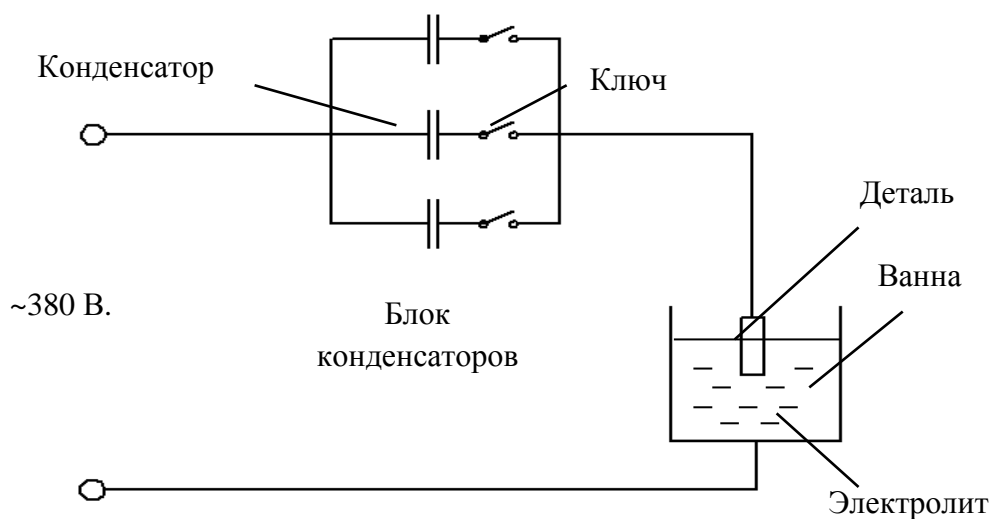 Конденсатор
Ключ
Деталь
Ванна
~380 В.
Блок
конденсаторов
Электролит